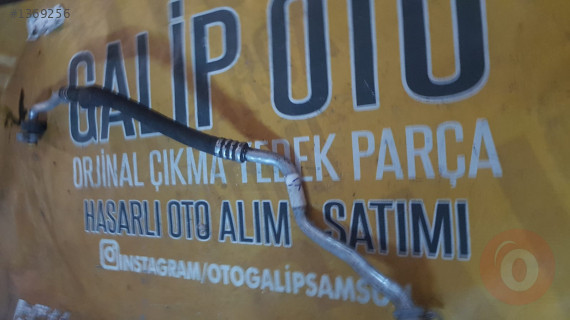 #1369256
GALİP OTO
ORJİNAL ÇIKMA YEDEK PARÇA
HASARLI OTO ALIM SATIMI
INSTAGRAM/OTOGALIPSAMSUN